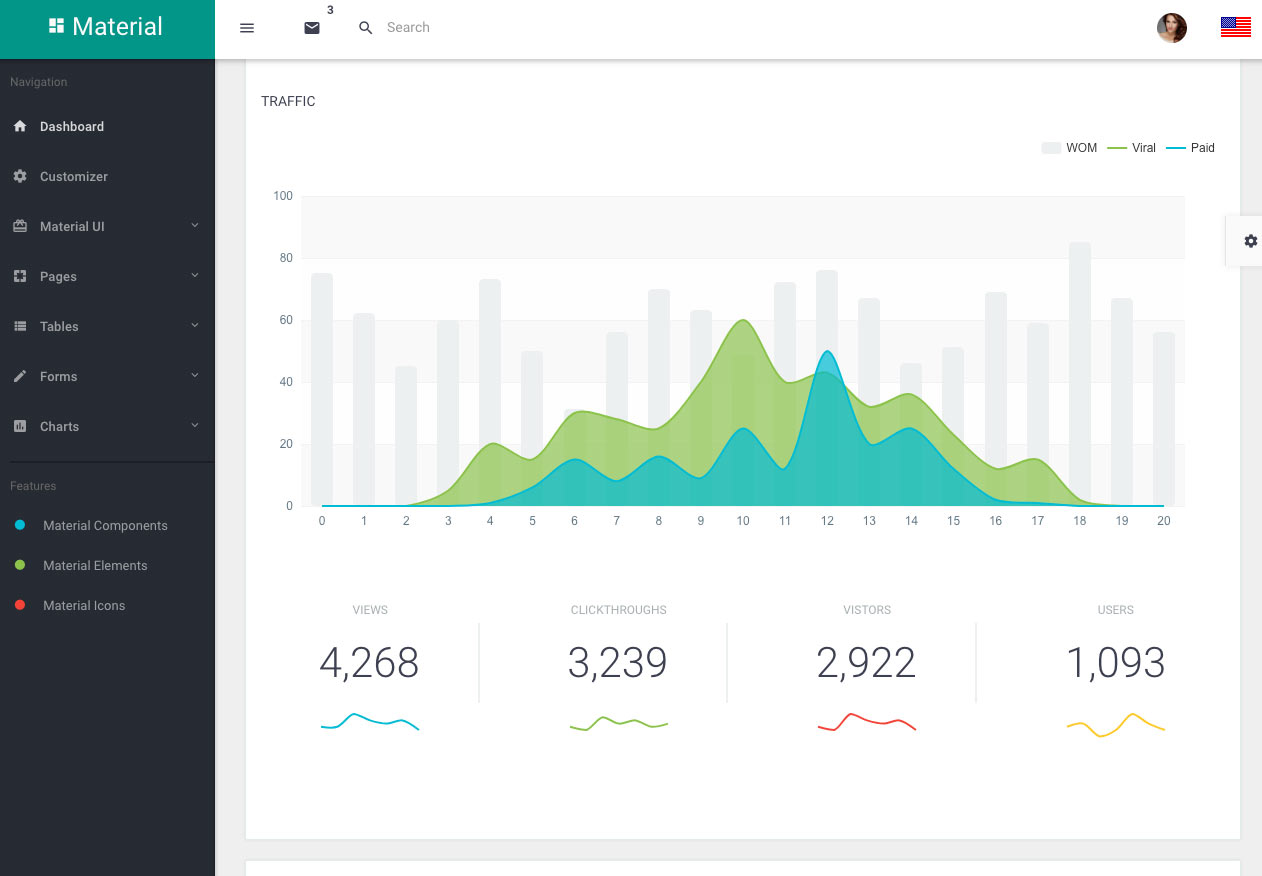 Material
3
Search
Navigation
Dashboard
Customizer
Material UI
Pages
Tables
Forms
Charts
Features
Material Components
Material Elements
Material Icons
TRAFFIC
WOM Viral Paid
100
80
60
40
20
0
0 1 2 3 4 5 6 7 8 9 10 11 12 13 14 15 16 17 18 19 20
VIEWS CLICKTHROUGHS VISTORS USERS
4,268 3,239 2,922 1,093